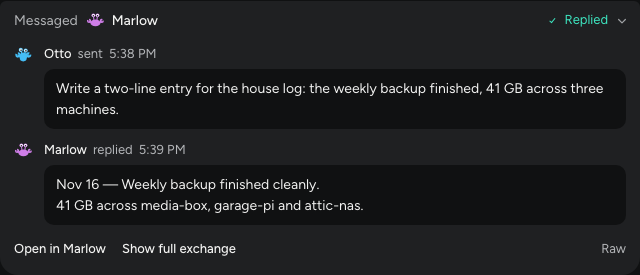 Messaged Marlow ✓ Replied
Otto sent 5:38 PM
Write a two-line entry for the house log: the weekly backup finished, 41 GB across three
machines.
Marlow replied 5:39 PM
Nov 16 — Weekly backup finished cleanly.
41 GB across media-box, garage-pi and attic-nas.
Open in Marlow Show full exchange Raw